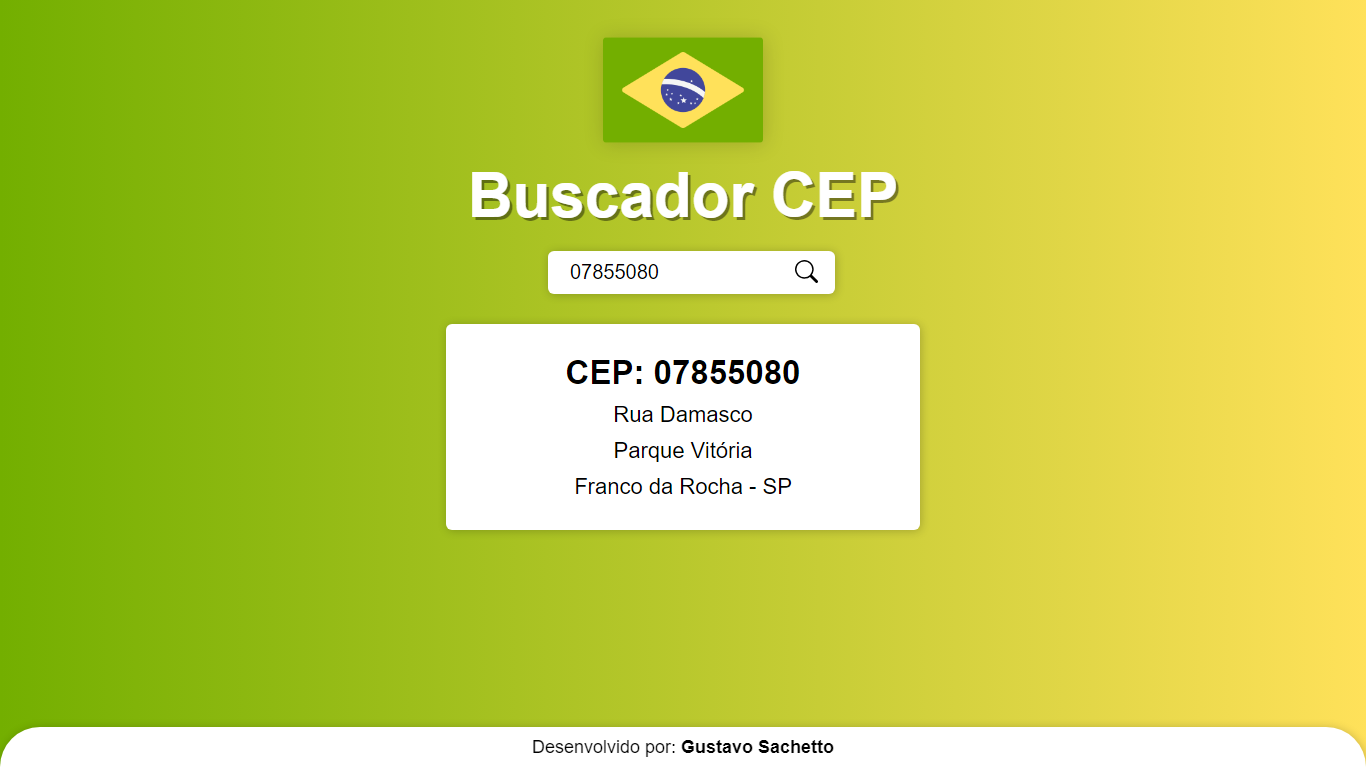 Buscador CEP
07855080
CEP: 07855080
Rua Damasco
Parque Vitória
Franco da Rocha - SP
Desenvolvido por: Gustavo Sachetto